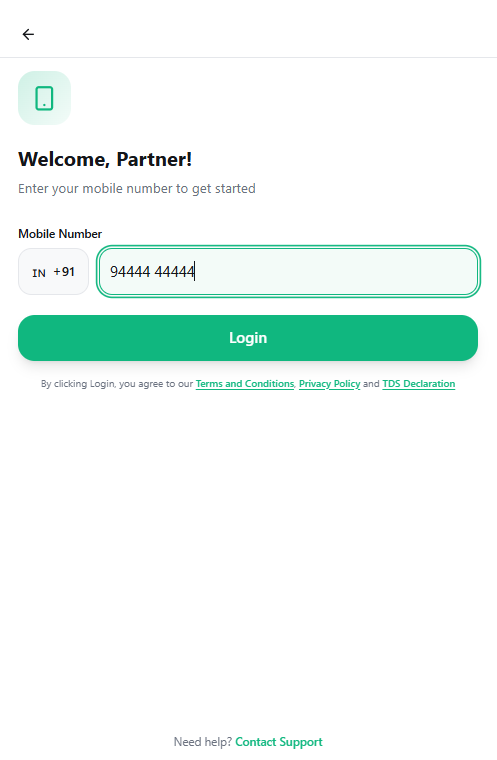 Welcome, Partner!
Enter your mobile number to get started
Mobile Number
IN +91
94444 44444
Login
By clicking Login, you agree to our Terms and Conditions, Privacy Policy and TDS Declaration
Need help? Contact Support